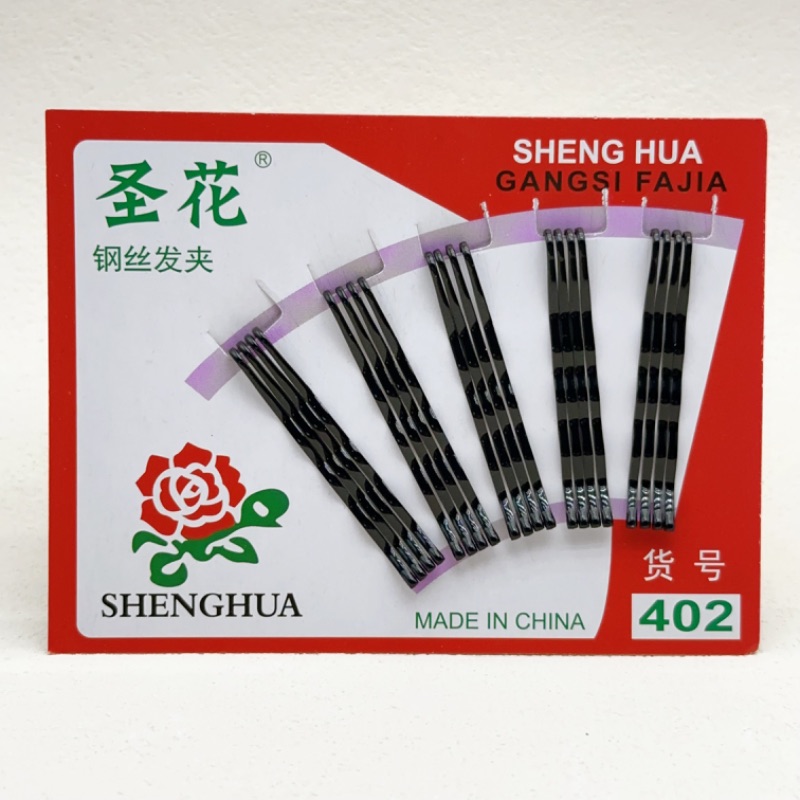 圣花®
钢丝发夹
SHENG HUA
GANGSI FAJIA
SHENGHUA
MADE IN CHINA
货号
402